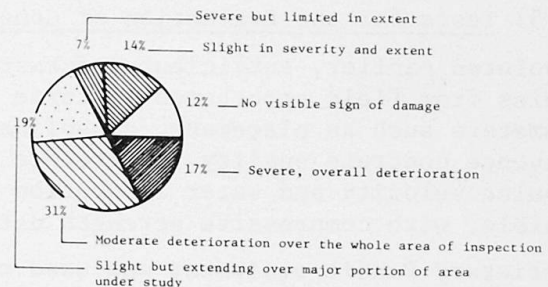 Severe but limited in extent
7%
14%
Slight in severity and extent
12%
No visible sign of damage
19%
17%
Severe, overall deterioration
31%
Moderate deterioration over the whole area of inspection
Slight but extending over major portion of area
under study